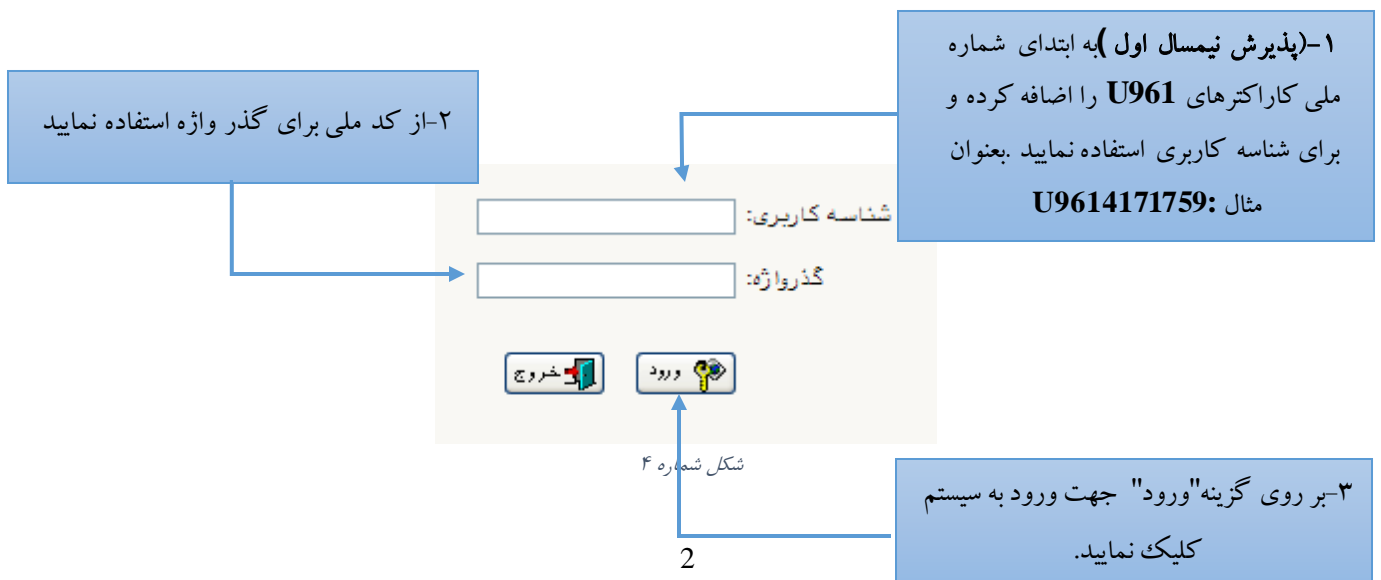 ۱-(پذیرش نیمسال اول )به ابتدای شماره
ملی کاراکترهای U961 را اضافه کرده و
برای شناسه کاربری استفاده نمایید .بعنوان
مثال :U9614171759
۲-از کد ملی برای گذر واژه استفاده نمایید
شناسه کاربری:
گذرواژه:
ورود
خروج
شکل شماره ۴
۳-بر روی گزینه"ورود" جهت ورود به سیستم
کلیک نمایید.
2